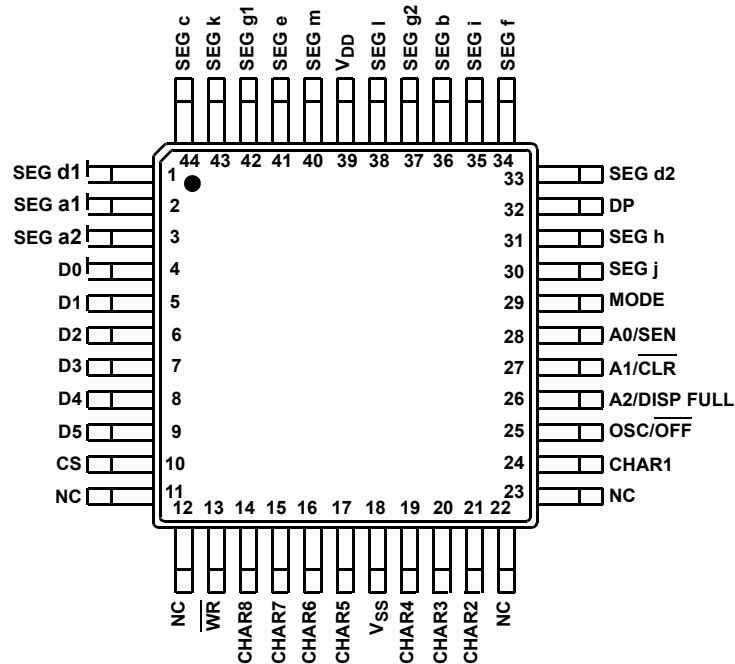 SEG c
SEG k
SEG g1
SEG e
SEG m
VDD
SEG l
SEG g2
SEG b
SEG i
SEG f
44 43 42 41 40 39 38 37 36 35 34
SEG d1 1
SEG a1 2
SEG a2 3
D0 4
D1 5
D2 6
D3 7
D4 8
D5 9
CS 10
NC 11
33 SEG d2
32 DP
31 SEG h
30 SEG j
29 MODE
28 A0/SEN
27 A1/C̅L̅R̅
26 A2/DISP FULL
25 OSC/O̅F̅F̅
24 CHAR1
23 NC
12 13 14 15 16 17 18 19 20 21 22
NC
W̅R̅
CHAR8
CHAR7
CHAR6
CHAR5
VSS
CHAR4
CHAR3
CHAR2
NC